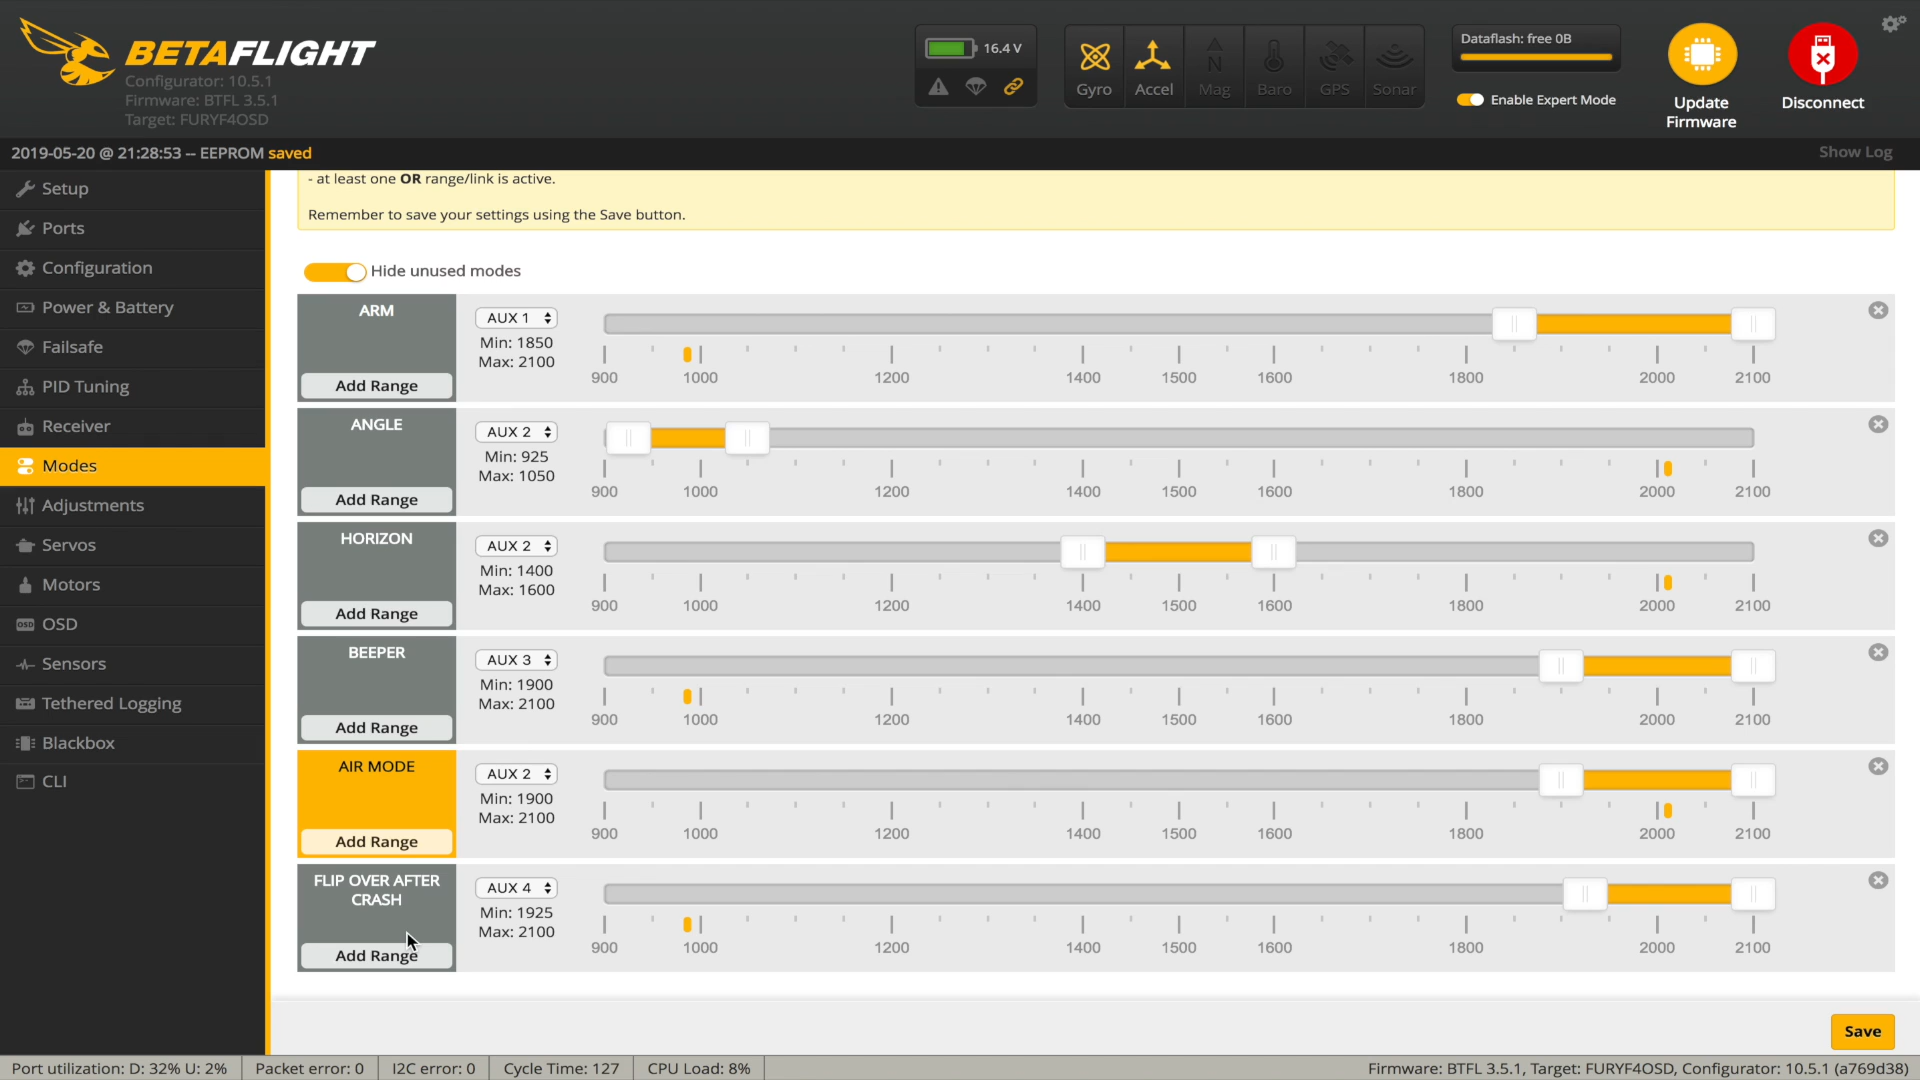 BETAFLIGHT
Configurator: 10.5.1
Firmware: BTFL 3.5.1
Target: FURYF4OSD
16.4 V
Gyro
Accel
Mag
Baro
GPS
Sonar
Dataflash: free 0B
Enable Expert Mode
Update
Firmware
Disconnect
2019-05-20 @ 21:28:53 -- EEPROM saved
Show Log
Setup
Ports
Configuration
Power & Battery
Failsafe
PID Tuning
Receiver
Modes
Adjustments
Servos
Motors
OSD
OSD
Sensors
Tethered Logging
Blackbox
CLI
- at least one OR range/link is active.
Remember to save your settings using the Save button.
Hide unused modes
ARM
Add Range
AUX 1
Min: 1850
Max: 2100
900 1000 1200 1400 1500 1600 1800 2000 2100
ANGLE
Add Range
AUX 2
Min: 925
Max: 1050
900 1000 1200 1400 1500 1600 1800 2000 2100
HORIZON
Add Range
AUX 2
Min: 1400
Max: 1600
900 1000 1200 1400 1500 1600 1800 2000 2100
BEEPER
Add Range
AUX 3
Min: 1900
Max: 2100
900 1000 1200 1400 1500 1600 1800 2000 2100
AIR MODE
Add Range
AUX 2
Min: 1900
Max: 2100
900 1000 1200 1400 1500 1600 1800 2000 2100
FLIP OVER AFTER
CRASH
Add Range
AUX 4
Min: 1925
Max: 2100
900 1000 1200 1400 1500 1600 1800 2000 2100
Save
Port utilization: D: 32% U: 2%
Packet error: 0
I2C error: 0
Cycle Time: 127
CPU Load: 8%
Firmware: BTFL 3.5.1, Target: FURYF4OSD, Configurator: 10.5.1 (a769d38)